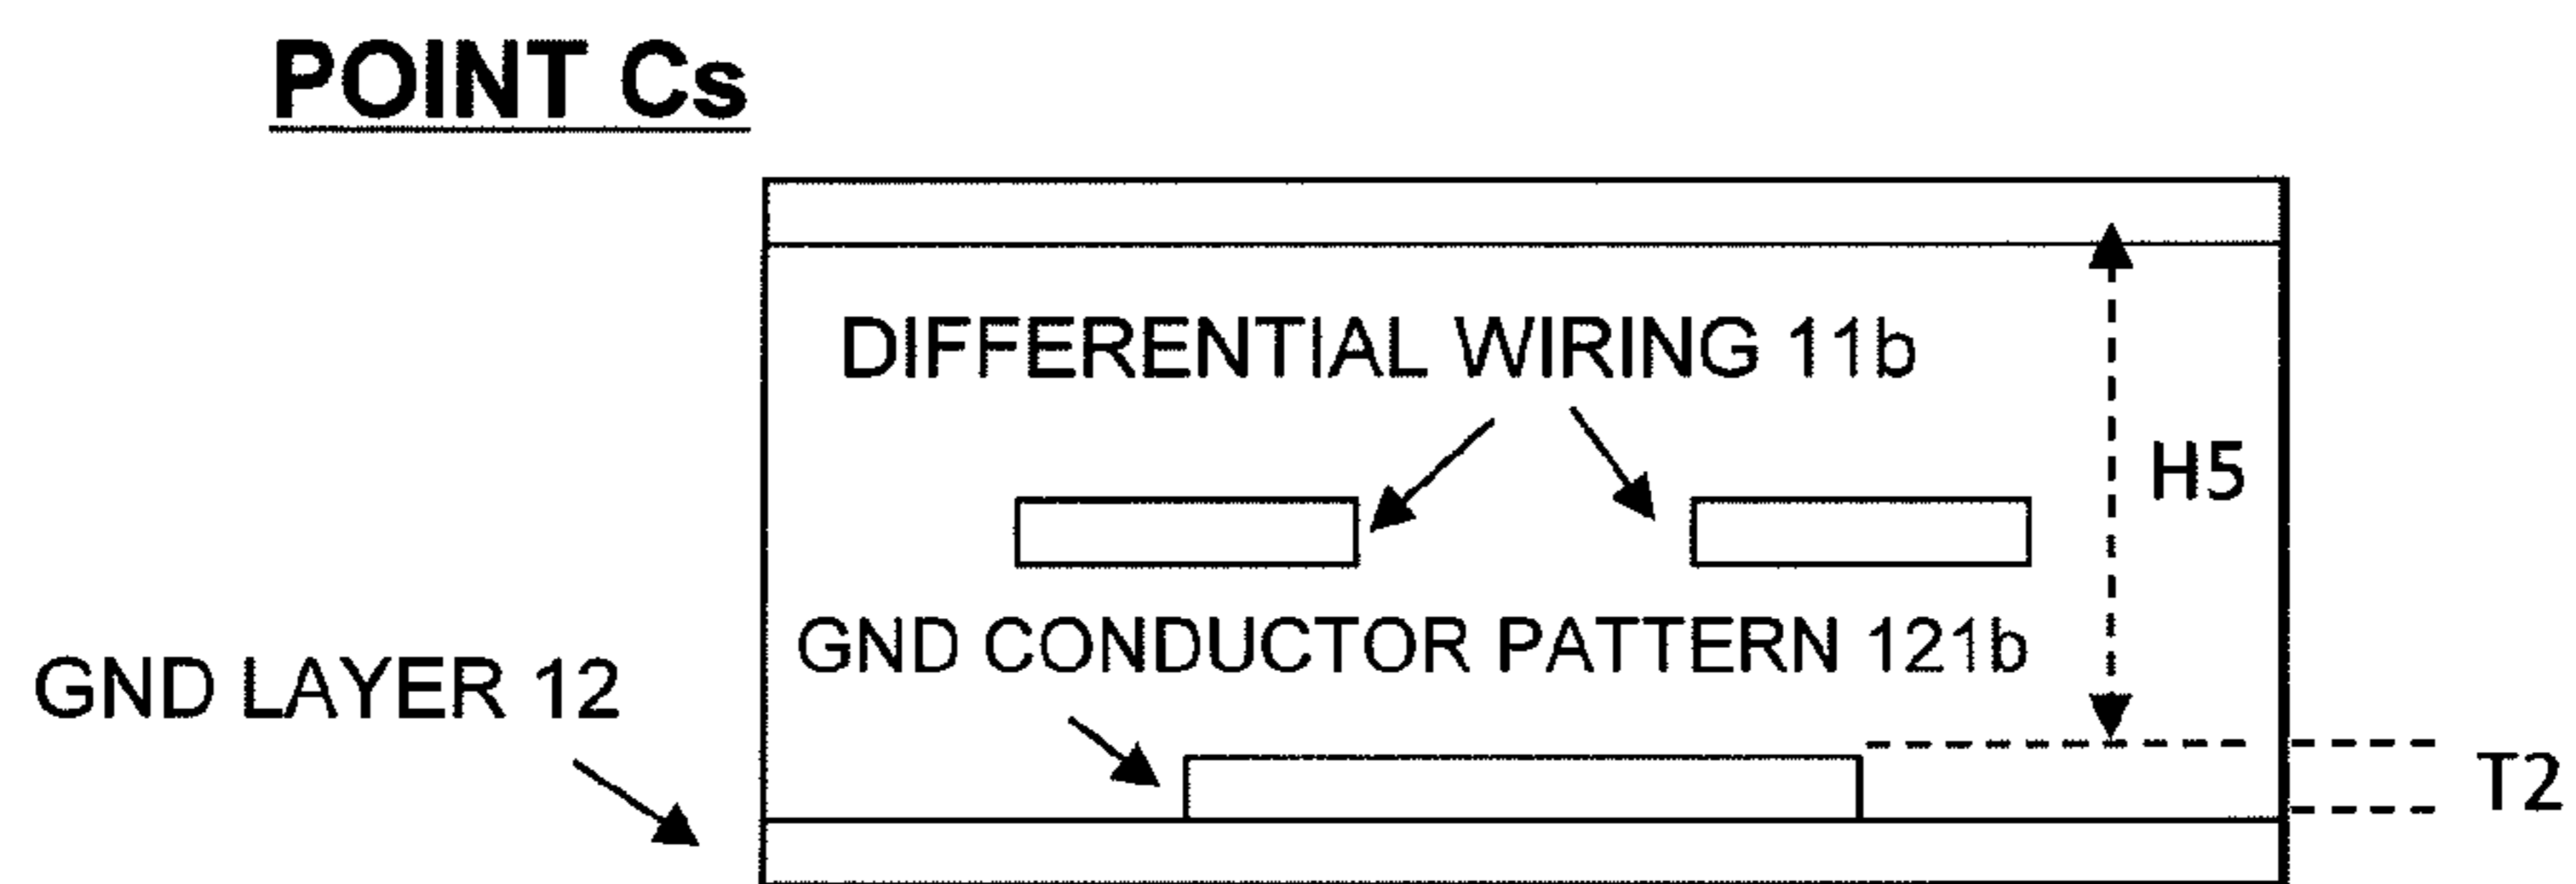 POINT Cs
DIFFERENTIAL WIRING 11b
H5
GND CONDUCTOR PATTERN 121b
GND LAYER 12
T2